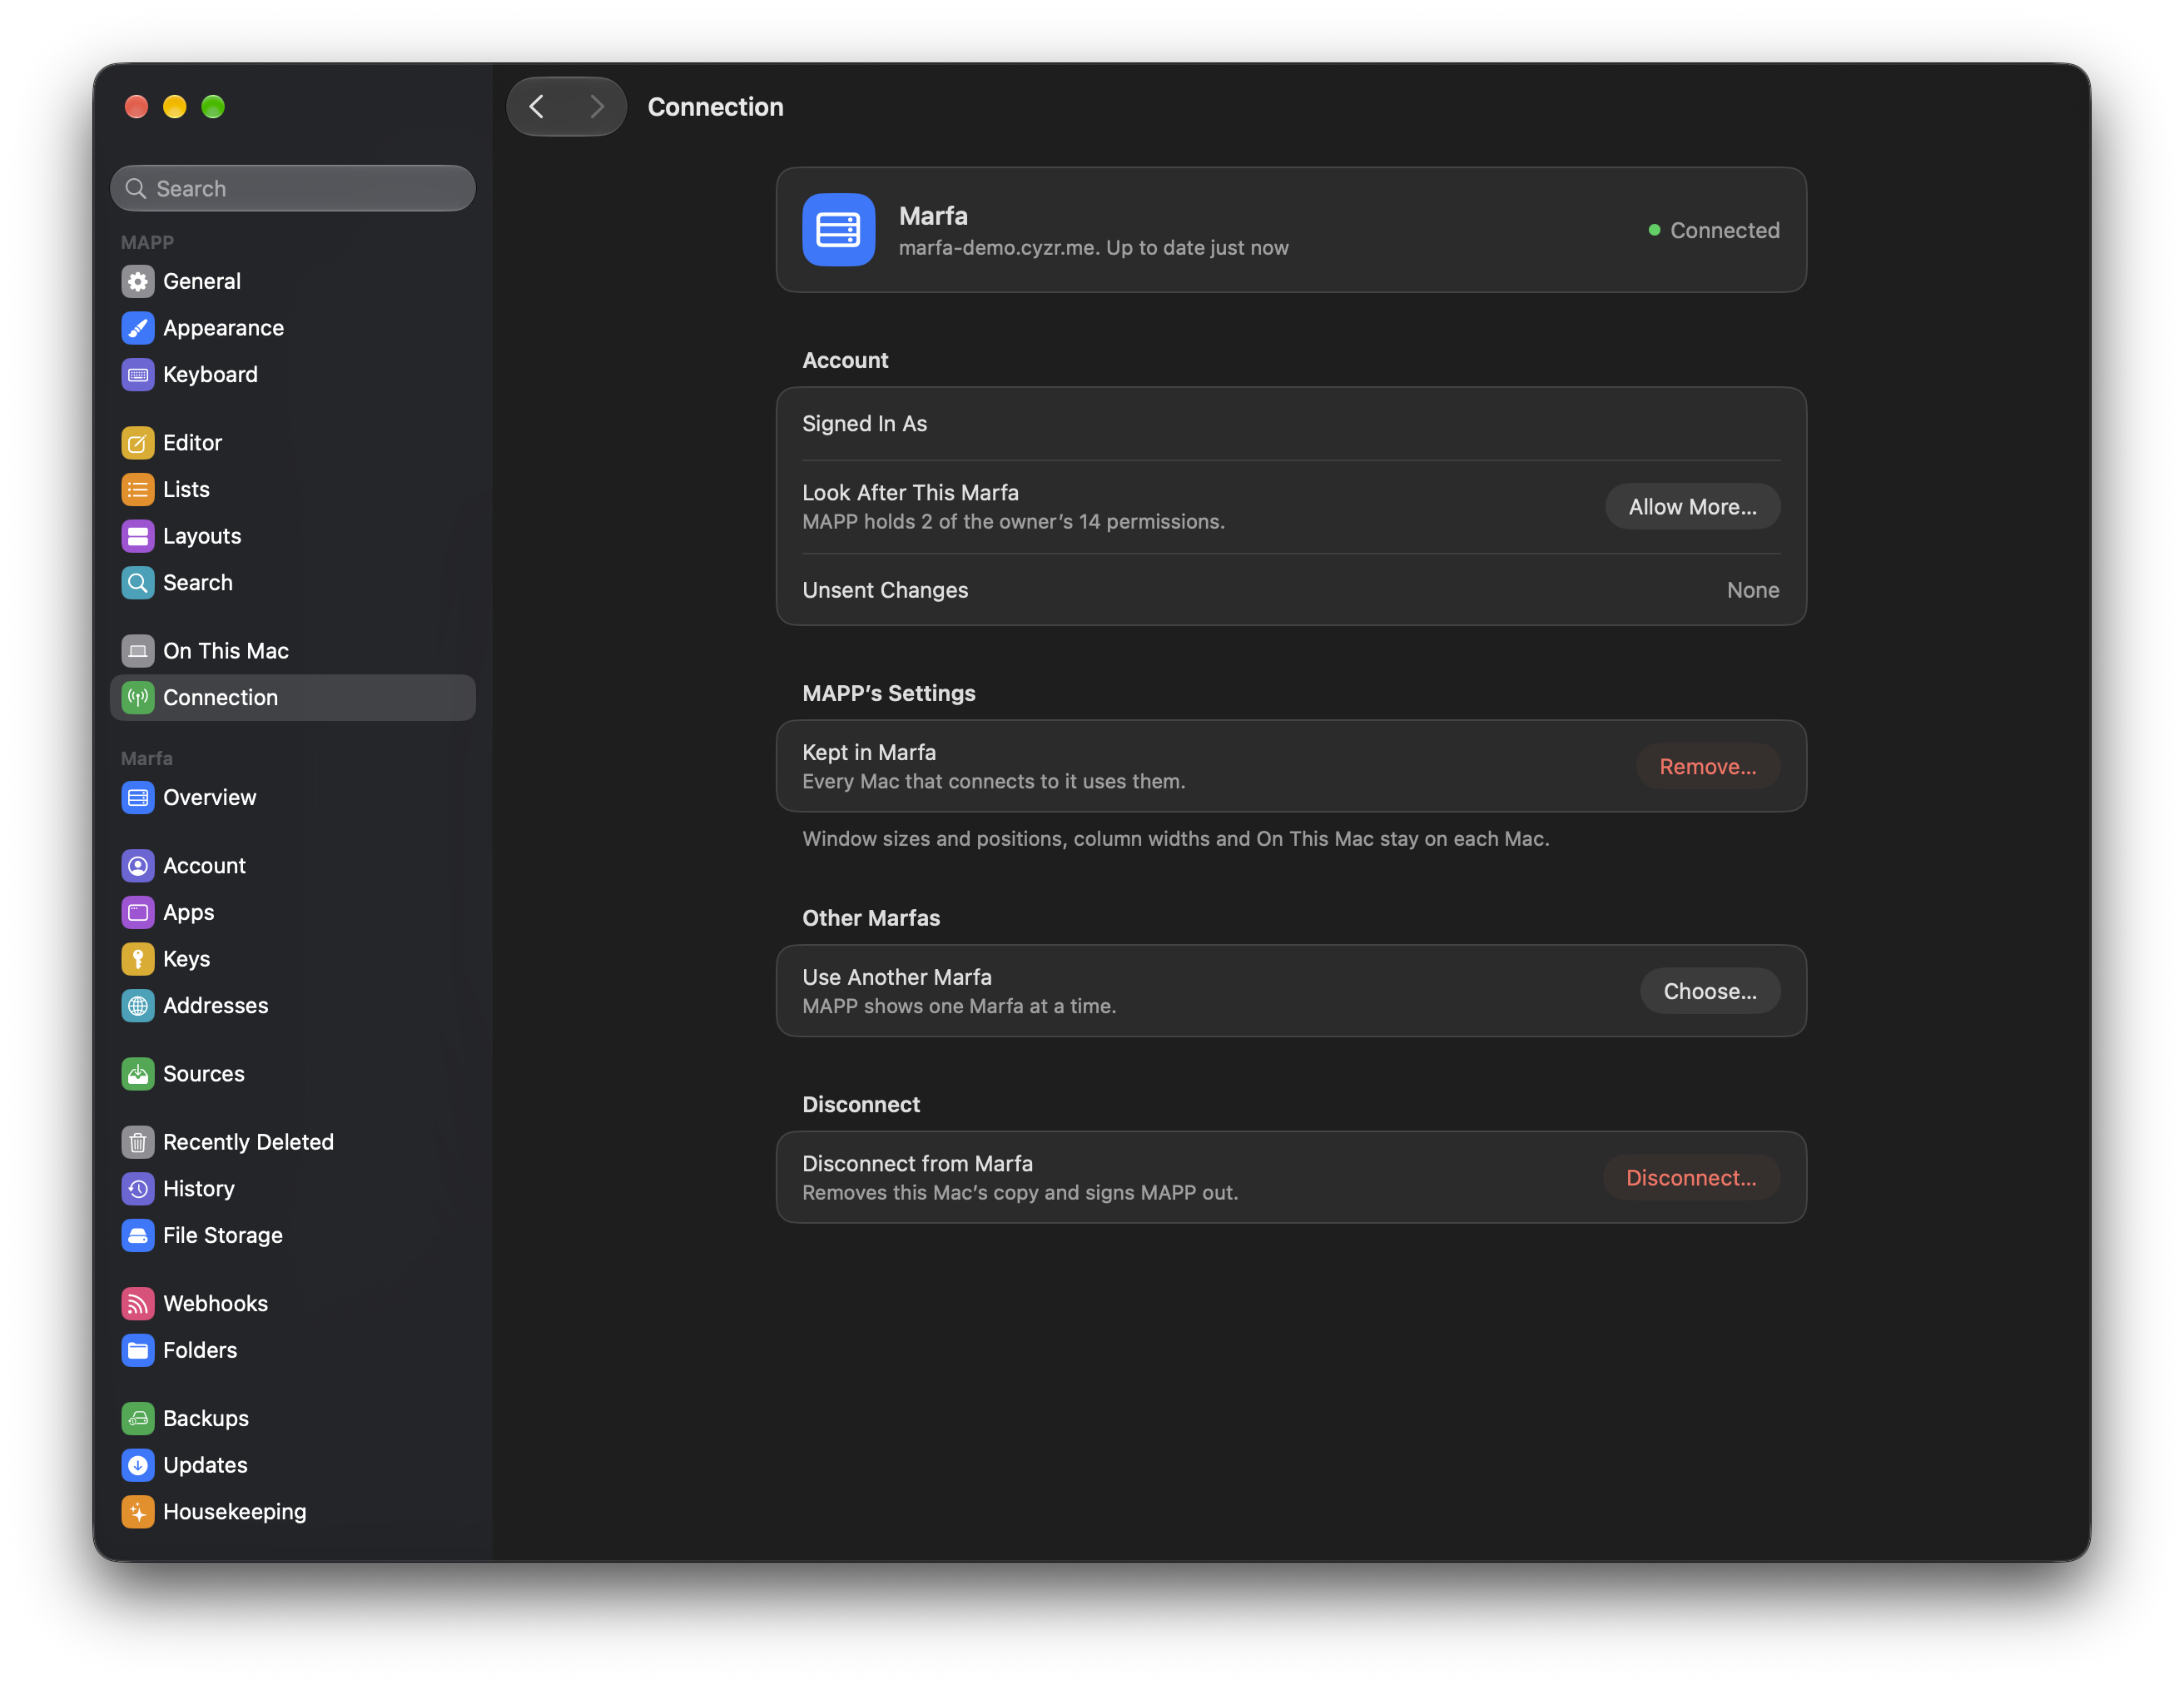 Connection
Search
MAPP
General
Appearance
Keyboard
Editor
Lists
Layouts
Search
On This Mac
Connection
Marfa
Overview
Account
Apps
Keys
Addresses
Sources
Recently Deleted
History
File Storage
Webhooks
Folders
Backups
Updates
Housekeeping
Marfa
marfa-demo.cyzr.me. Up to date just now
Connected
Account
Signed In As
Look After This Marfa
MAPP holds 2 of the owner’s 14 permissions.
Allow More...
Unsent Changes
None
MAPP’s Settings
Kept in Marfa
Every Mac that connects to it uses them.
Remove...
Window sizes and positions, column widths and On This Mac stay on each Mac.
Other Marfas
Use Another Marfa
MAPP shows one Marfa at a time.
Choose...
Disconnect
Disconnect from Marfa
Removes this Mac’s copy and signs MAPP out.
Disconnect...